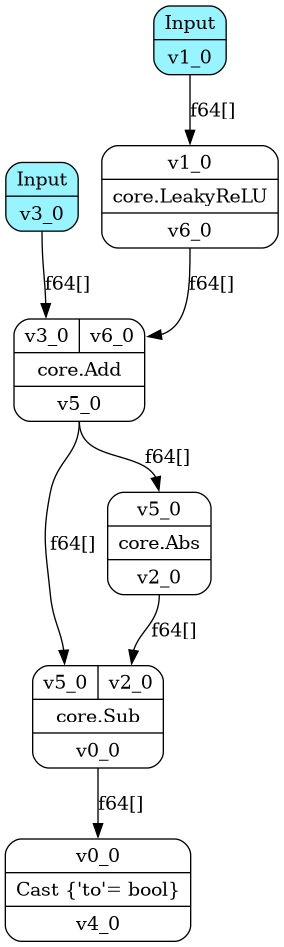 Input
v1_0
f64[]
v1_0
core.LeakyReLU
v6_0
Input
v3_0
f64[]
f64[]
v3_0 v6_0
core.Add
v5_0
f64[]
v5_0
core.Abs
v2_0
f64[]
f64[]
v5_0 v2_0
core.Sub
v0_0
f64[]
v0_0
Cast {'to'= bool}
v4_0